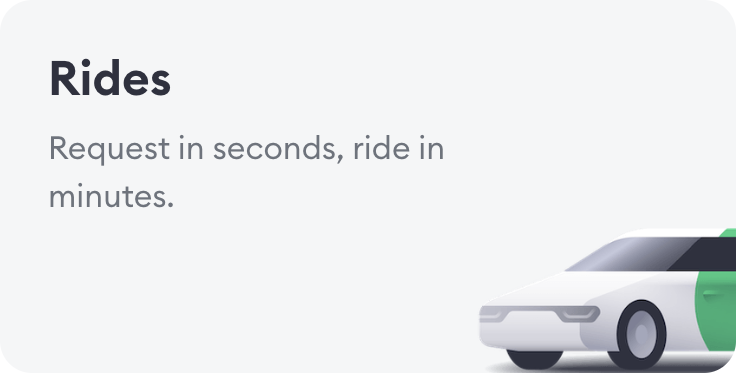 Rides
Request in seconds, ride in
minutes.